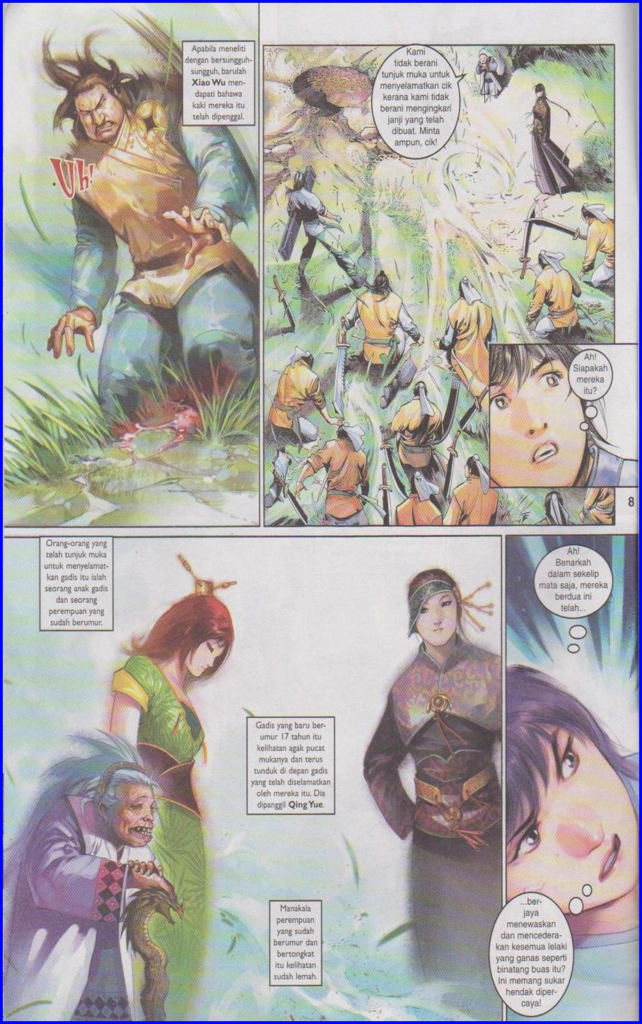 Apabila meneliti
dengan bersungguh-
sungguh, barulah
Xiao Wu men-
dapati bahawa
kaki mereka itu
telah dipenggal.
Uh!
Kami
tidak berani
tunjuk muka untuk
menyelamatkan cik
kerana kami tidak
berani mengingkari
janji yang telah
dibuat. Minta
ampun, cik!
Ah!
Siapakah
mereka
itu?
8
Orang-orang yang
telah tunjuk muka
untuk menyelamat-
kan gadis itu ialah
seorang anak gadis
dan seorang
perempuan yang
sudah berumur.
Gadis yang baru ber-
umur 17 tahun itu
kelihatan agak pucat
mukanya dan terus
tunduk di depan gadis
yang telah diselamatkan
oleh mereka itu. Dia
dipanggil Qing Yue.
Manakala
perempuan
yang sudah
berumur dan
bertongkat
itu kelihatan
sudah lemah.
Ah!
Benarkah
dalam sekelip
mata saja, mereka
berdua ini
telah...
...ber-
jaya
menewaskan
dan mencedera-
kan kesemua lelaki
yang ganas seperti
binatang buas itu?
Ini memang sukar
hendak diper-
caya!